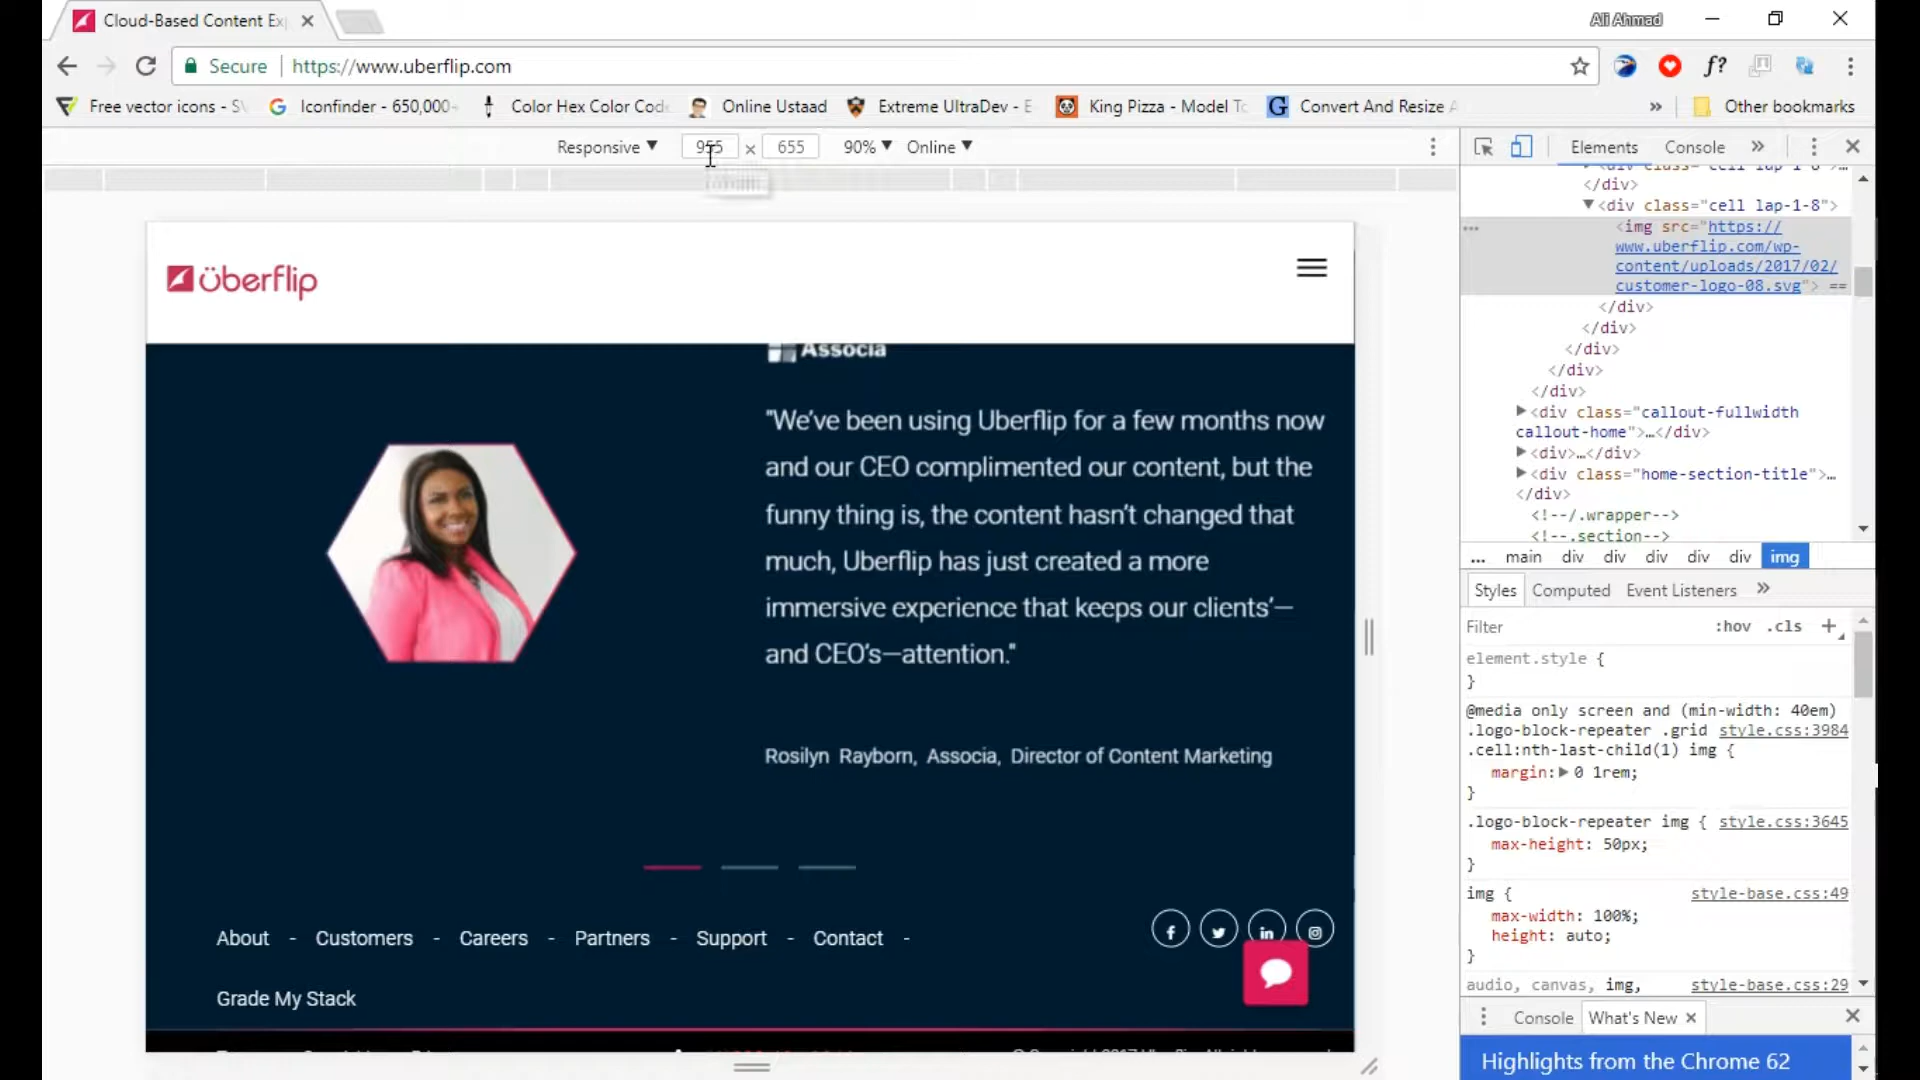 Cloud-Based Content Ex
Ali Ahmad
Secure https://www.uberflip.com
f?
Free vector icons - SV
Iconfinder - 650,000+
Color Hex Color Cod
Online Ustaad
Extreme UltraDev - E
King Pizza - Model To
Convert And Resize A
» Other bookmarks
Responsive 955 × 655 90% Online
Elements Console »
</div>
<div class="cell lap-1-8">
<img src="https://
www.uberflip.com/wp-
content/uploads/2017/02/
customer-logo-08.svg"> ==
</div>
</div>
</div>
</div>
</div>
<div class="callout-fullwidth
callout-home">…</div>
<div>…</div>
<div class="home-section-title">…
</div>
<!--/.wrapper-->
<!--.section-->
... main div div div div div img
Styles Computed Event Listeners »
Filter :hov .cls +
element.style {
}
@media only screen and (min-width: 40em)
.logo-block-repeater .grid style.css:3984
.cell:nth-last-child(1) img {
margin: 0 1rem;
}
.logo-block-repeater img { style.css:3645
max-height: 50px;
}
img { style-base.css:49
max-width: 100%;
height: auto;
}
audio, canvas, img, style-base.css:29
Console What's New ×
Highlights from the Chrome 62
überflip
Associa
"We've been using Uberflip for a few months now
and our CEO complimented our content, but the
funny thing is, the content hasn't changed that
much, Uberflip has just created a more
immersive experience that keeps our clients'—
and CEO's—attention."
Rosilyn Rayborn, Associa, Director of Content Marketing
About - Customers - Careers - Partners - Support - Contact -
Grade My Stack